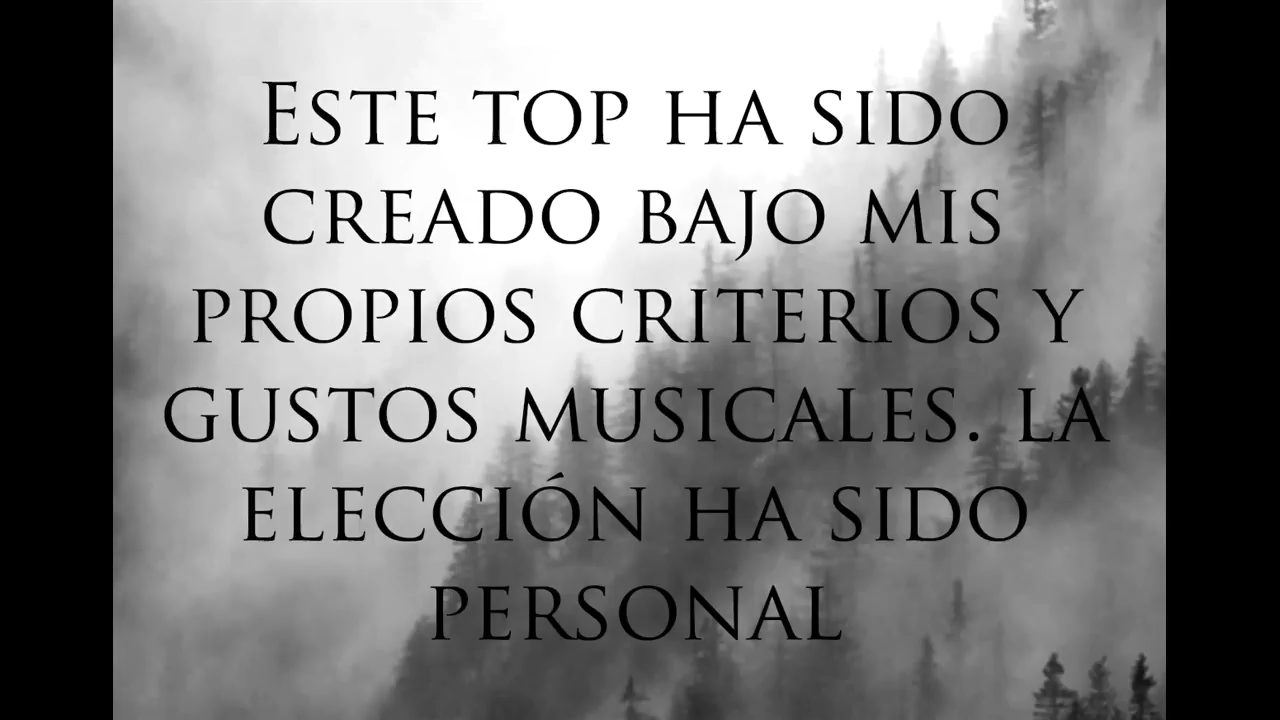 Este top ha sido
creado bajo mis
propios criterios y
gustos musicales. la
elección ha sido
personal